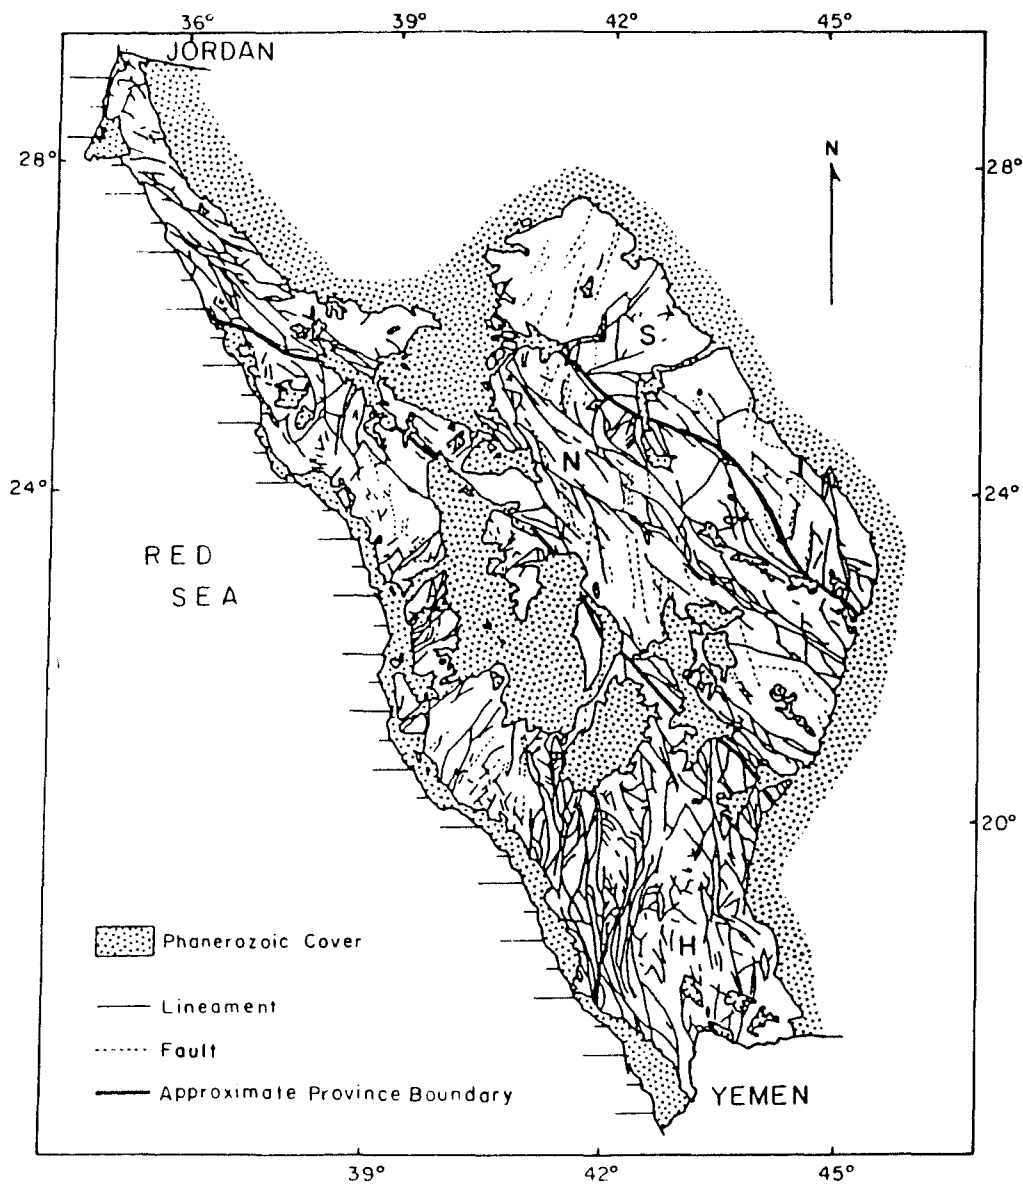 36° 39° 42° 45°
JORDAN
N
28° 28°
S
N T
24° 24°
RED
SEA
20°
H
Phanerozoic Cover
Lineament
Fault
Approximate Province Boundary
YEMEN
39° 42° 45°